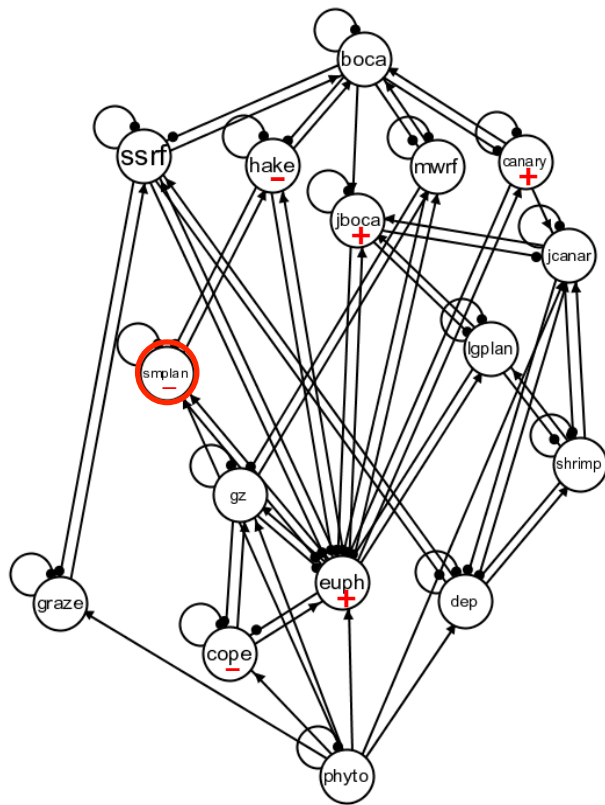 boca
ssrf
hake
−
mwrf
canary
+
jboca
+
jcanar
lgplan
smplan
−
shrimp
gz
euph
+
graze
dep
cope
−
phyto